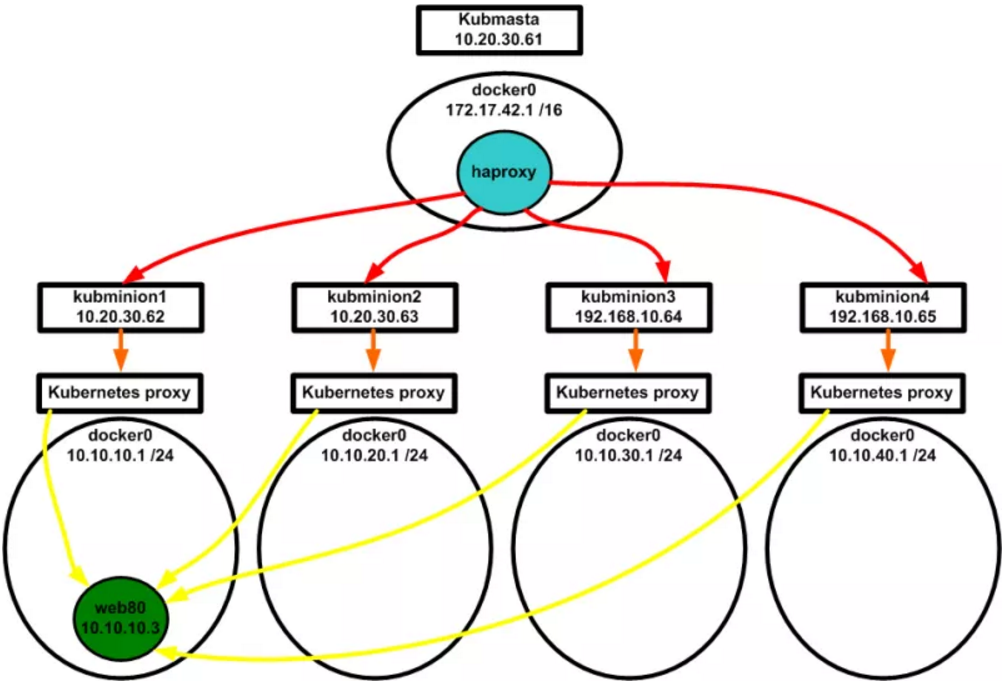 Kubmasta
10.20.30.61
docker0
172.17.42.1 /16
haproxy
kubminion1
10.20.30.62
kubminion2
10.20.30.63
kubminion3
192.168.10.64
kubminion4
192.168.10.65
Kubernetes proxy
Kubernetes proxy
Kubernetes proxy
Kubernetes proxy
docker0
10.10.10.1 /24
docker0
10.10.20.1 /24
docker0
10.10.30.1 /24
docker0
10.10.40.1 /24
web80
10.10.10.3